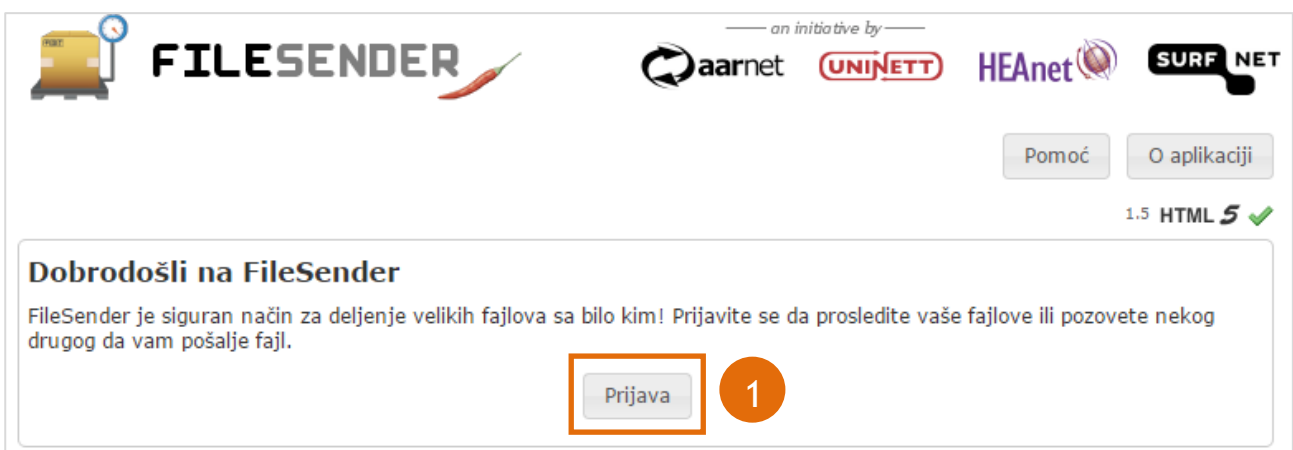 PORT
FILESENDER
an initiative by
aarnet UNINETT HEAnet SURF NET
Pomoć O aplikaciji
1.5 HTML 5
Dobrodošli na FileSender
FileSender je siguran način za deljenje velikih fajlova sa bilo kim! Prijavite se da prosledite vaše fajlove ili pozovete nekog
drugog da vam pošalje fajl.
Prijava 1